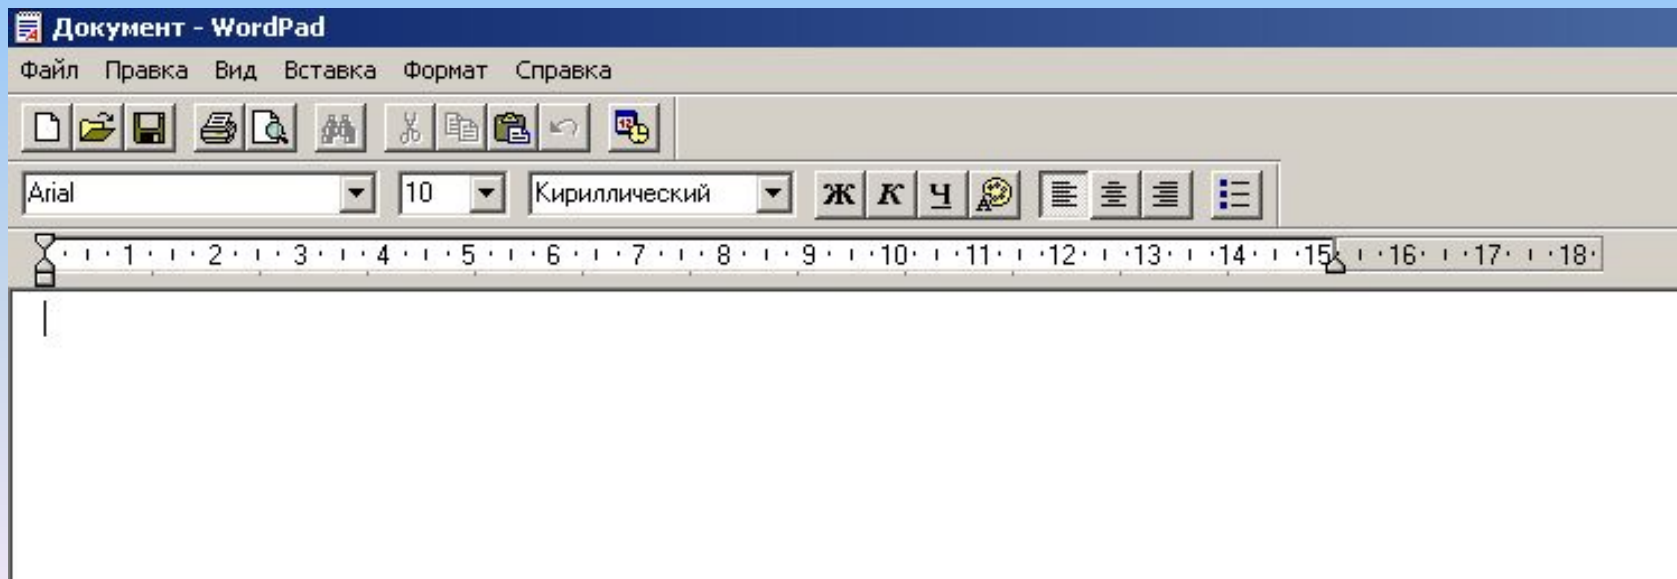 Документ - WordPad
Файл Правка Вид Вставка Формат Справка
12
Arial 10 Кириллический Ж К Ч A
1 2 3 4 5 6 7 8 9 10 11 12 13 14 15 16 17 18